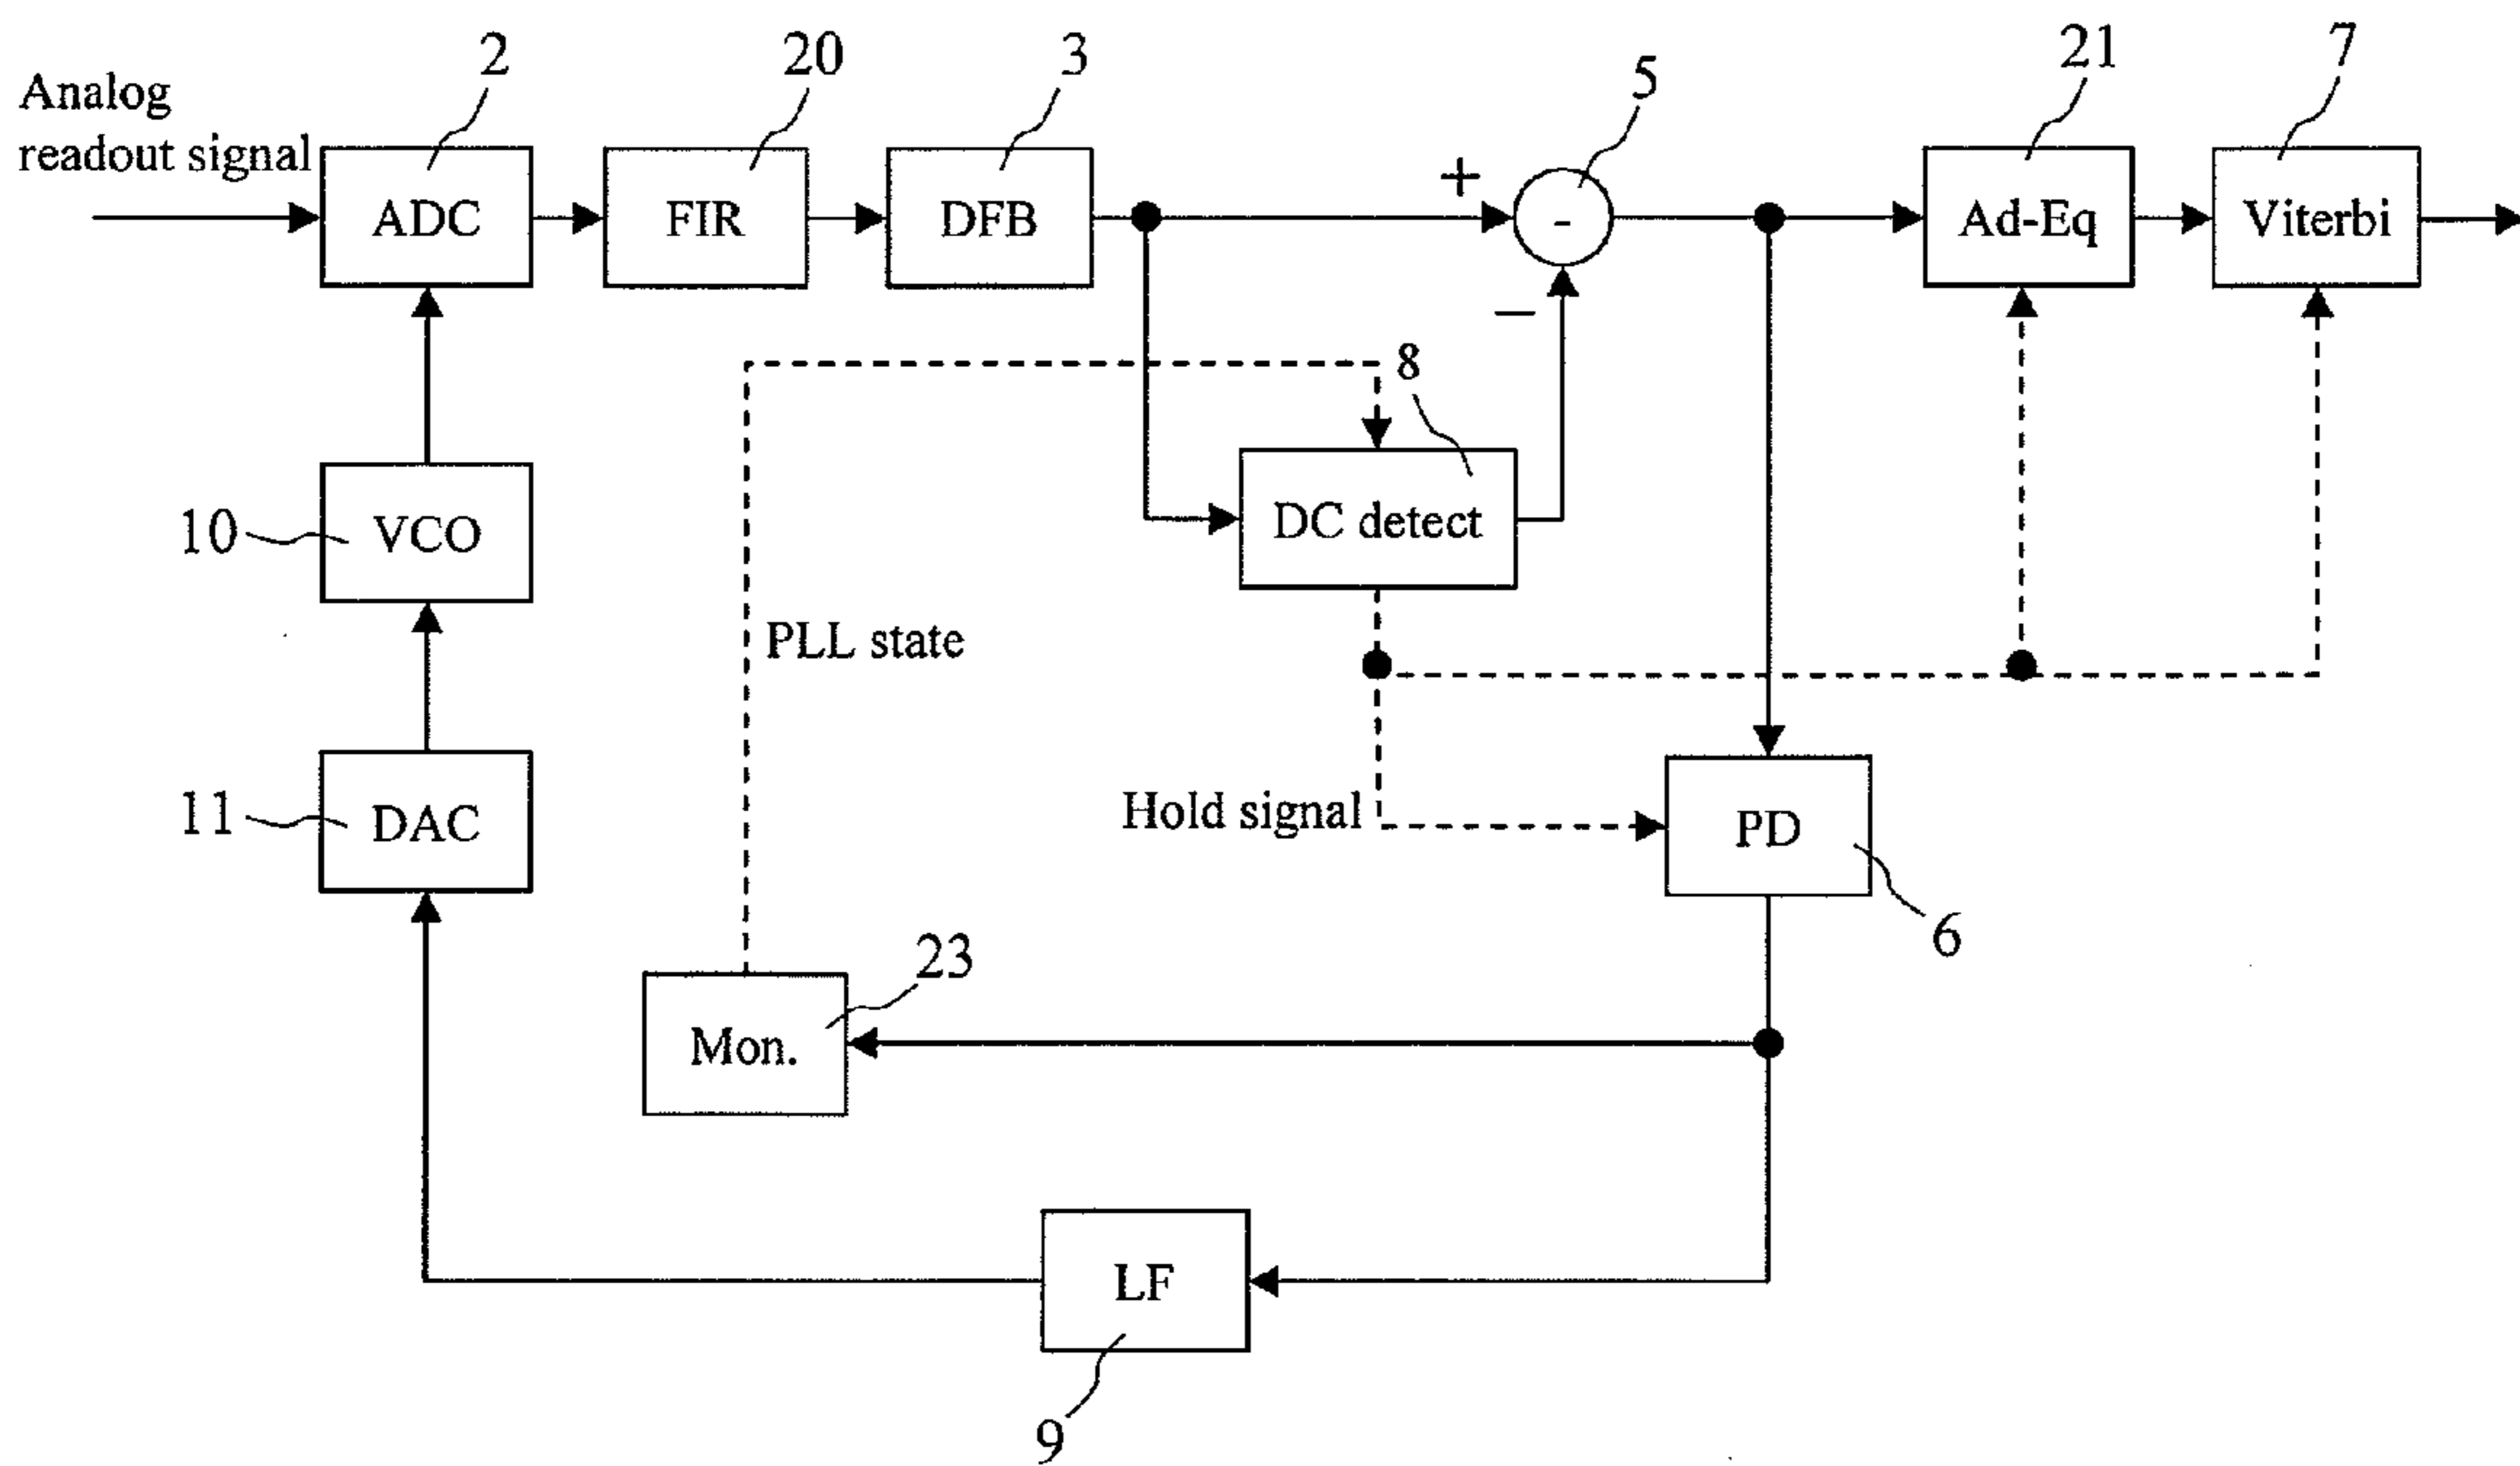 2
20
3
5
21
7
Analog
readout signal
ADC
FIR
DFB
+
-
Ad-Eq
Viterbi
−
8
10
VCO
DC detect
PLL state
11
DAC
Hold signal
PD
6
23
Mon.
LF
9